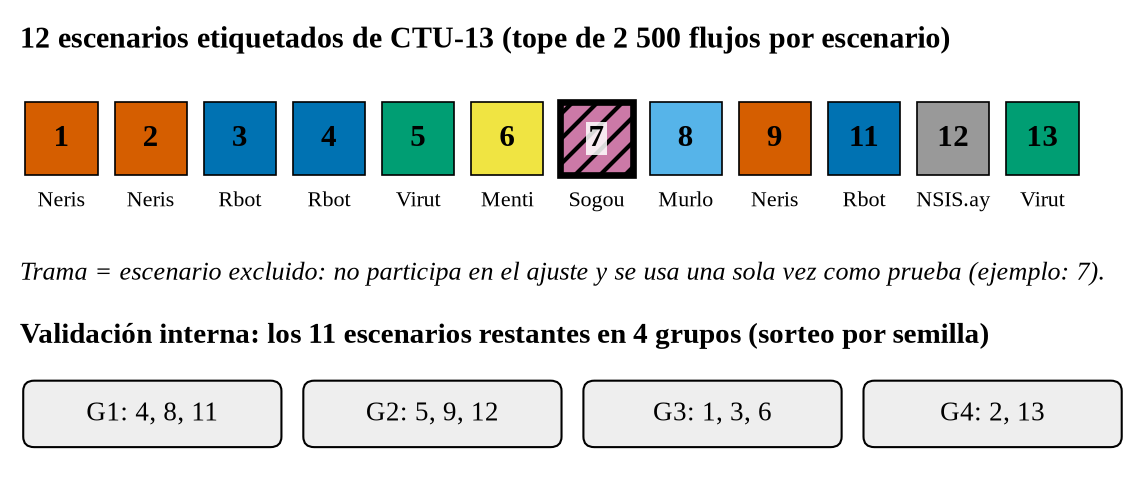 12 escenarios etiquetados de CTU-13 (tope de 2 500 flujos por escenario)
1 2 3 4 5 6 7 8 9 11 12 13
Neris Neris Rbot Rbot Virut Menti Sogou Murlo Neris Rbot NSIS.ay Virut
Trama = escenario excluido: no participa en el ajuste y se usa una sola vez como prueba (ejemplo: 7).
Validación interna: los 11 escenarios restantes en 4 grupos (sorteo por semilla)
G1: 4, 8, 11 G2: 5, 9, 12 G3: 1, 3, 6 G4: 2, 13